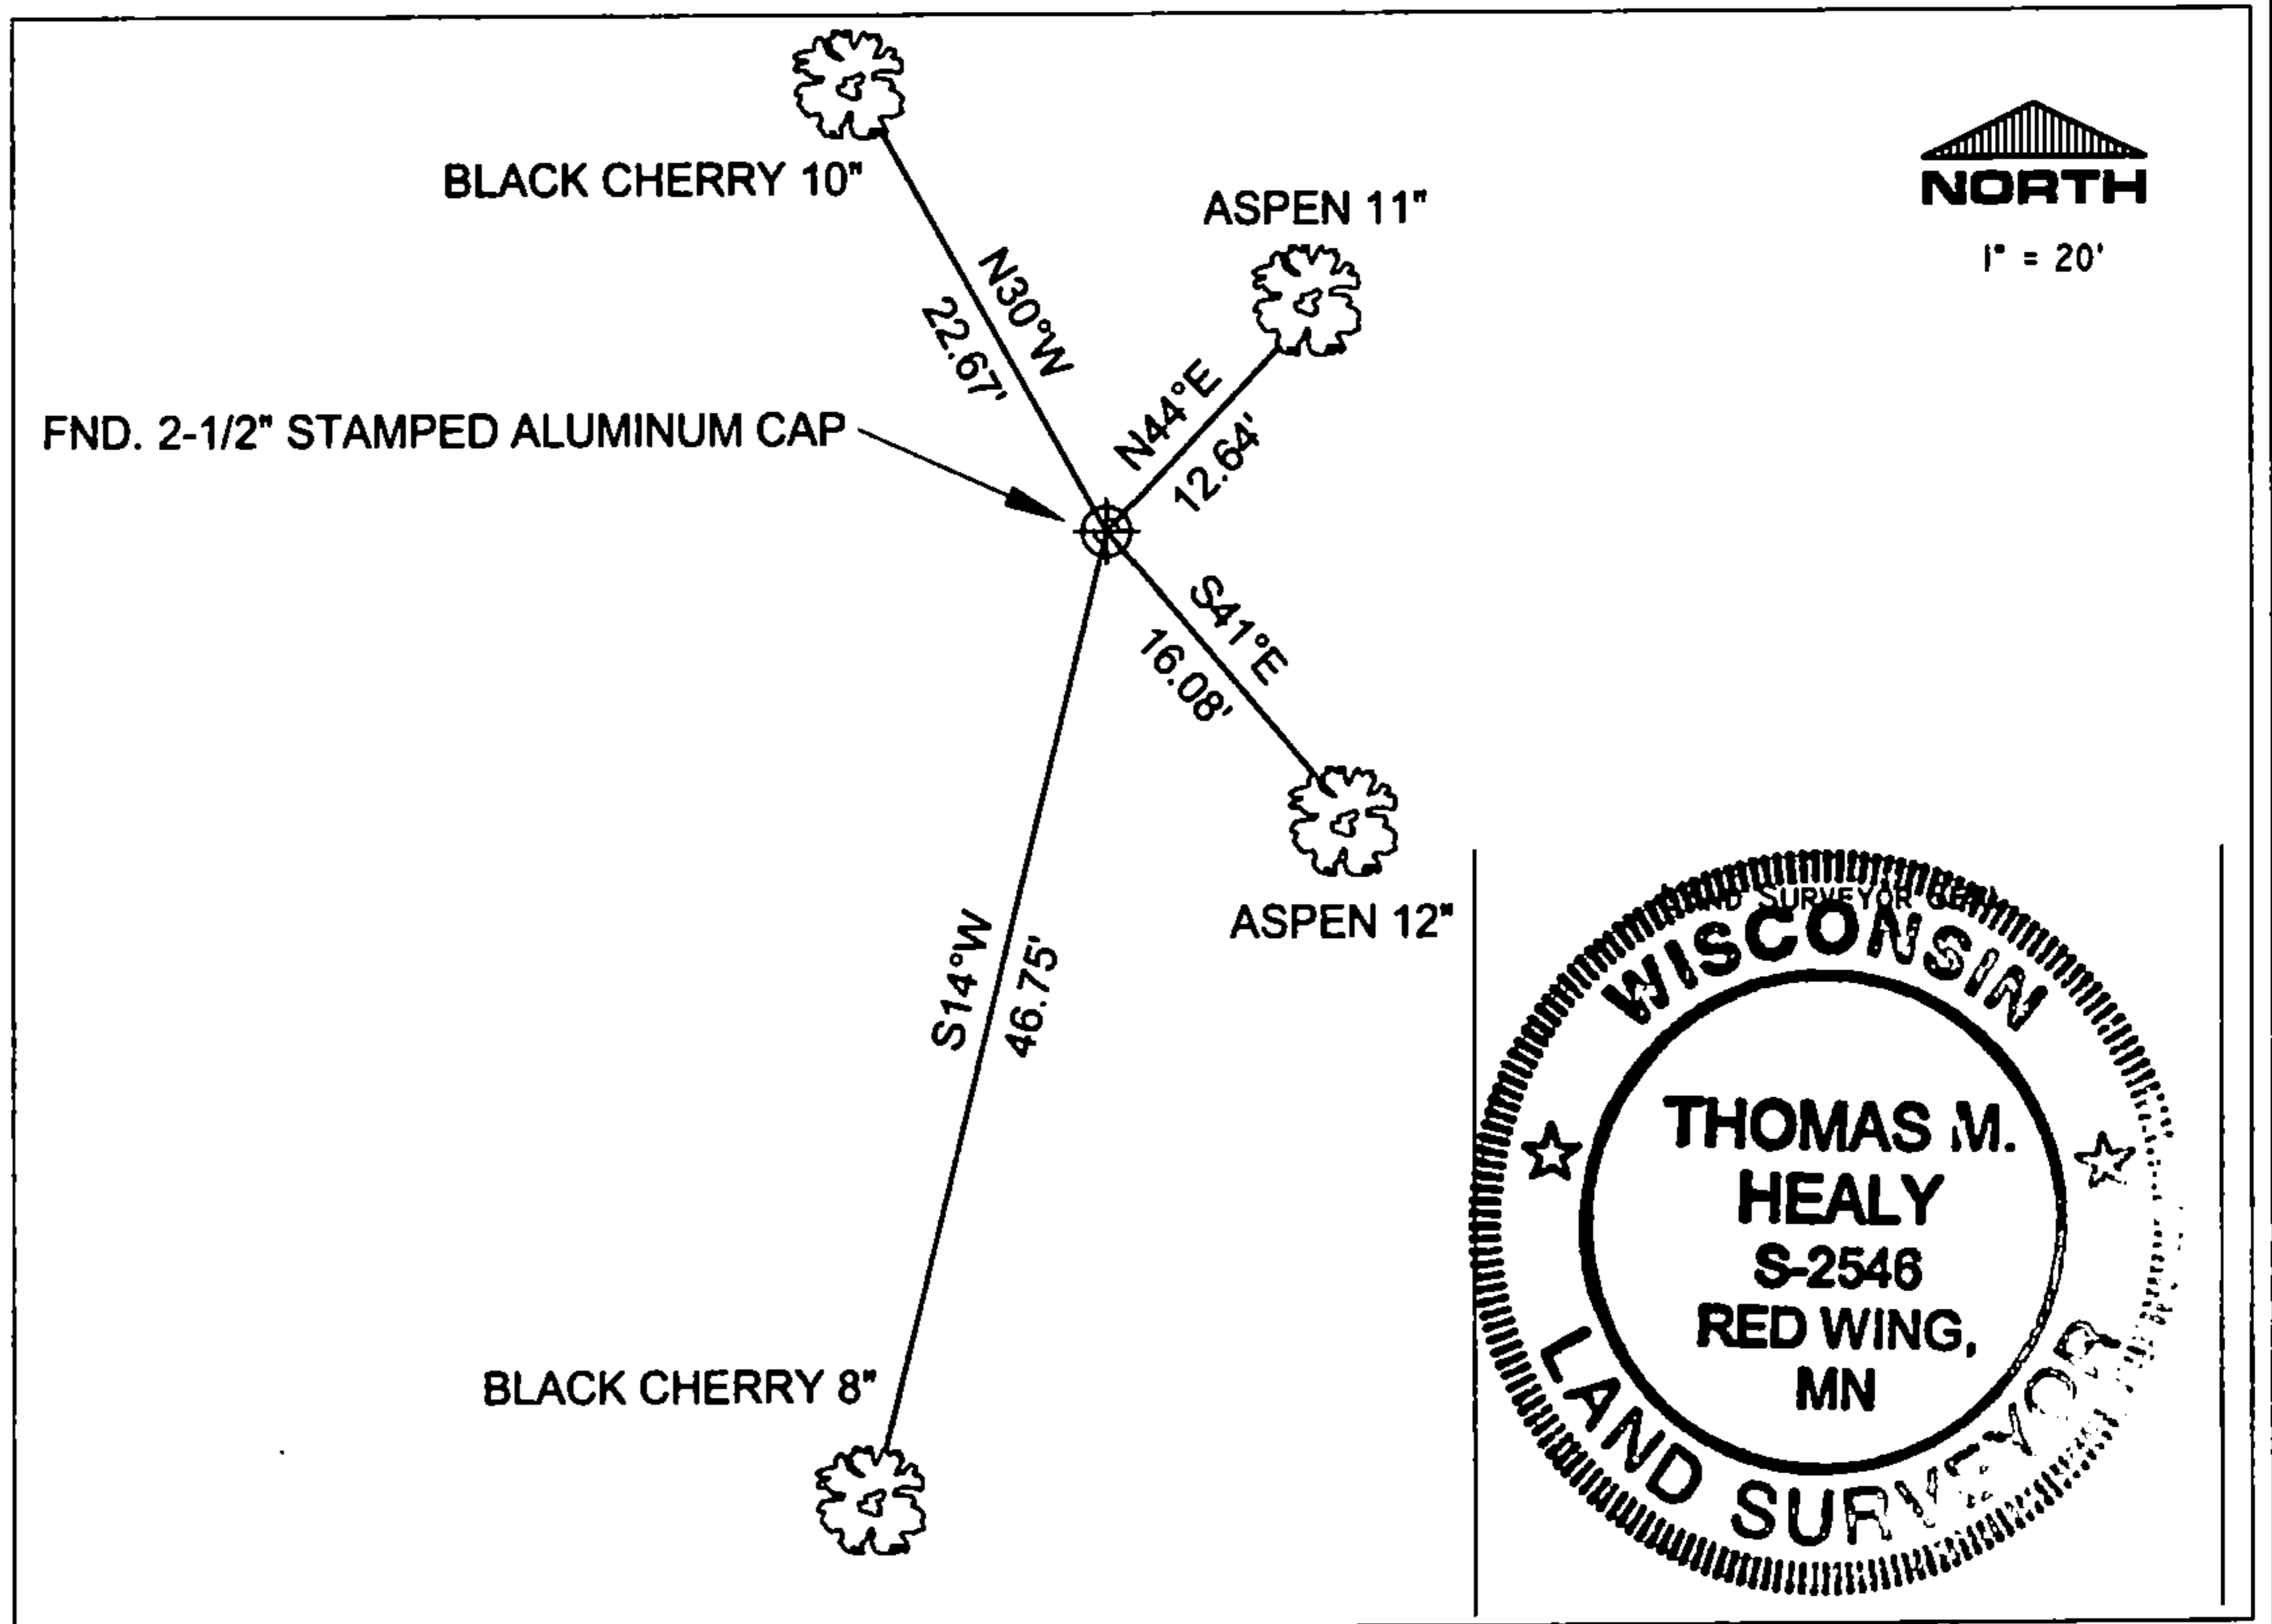 BLACK CHERRY 10"
ASPEN 11"
NORTH
1" = 20'
N30°W
22.67'
N44°E
12.64'
FND. 2-1/2" STAMPED ALUMINUM CAP
S41°E
16.08'
ASPEN 12"
S14°W
46.75'
BLACK CHERRY 8"
SURVEYOR
WISCONSIN
THOMAS M.
HEALY
S-2546
RED WING,
MN
LAND SURVEYOR